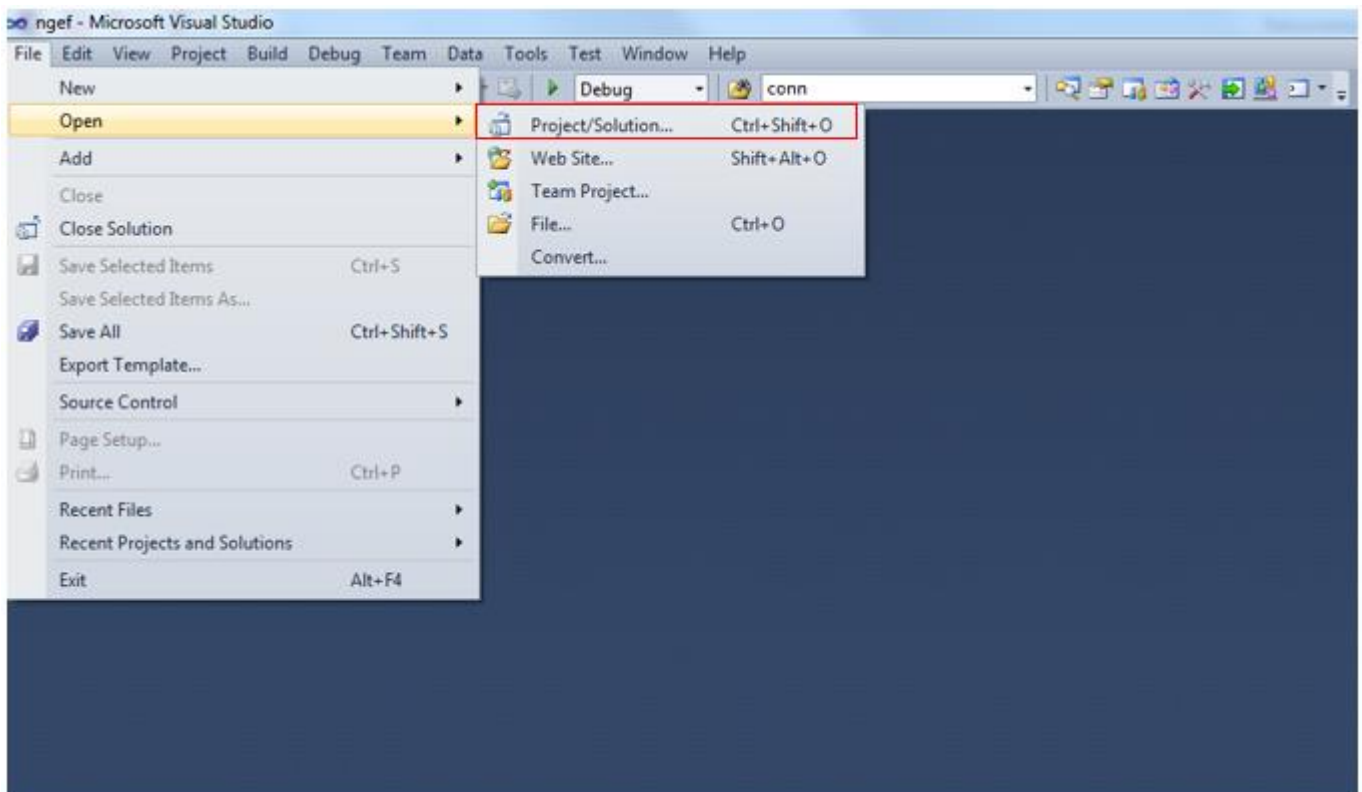 ngef - Microsoft Visual Studio
File Edit View Project Build Debug Team Data Tools Test Window Help
Debug conn
New
Open
Add
Close
Close Solution
Save Selected Items Ctrl+S
Save Selected Items As...
Save All Ctrl+Shift+S
Export Template...
Source Control
Page Setup...
Print... Ctrl+P
Recent Files
Recent Projects and Solutions
Exit Alt+F4
Project/Solution... Ctrl+Shift+O
Web Site... Shift+Alt+O
Team Project...
File... Ctrl+O
Convert...